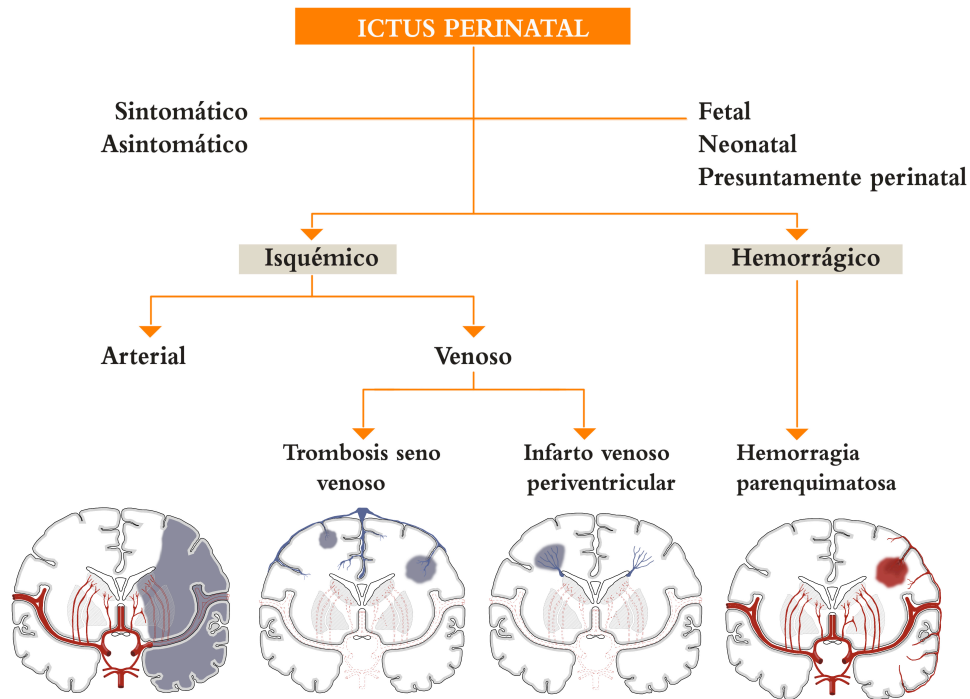 ICTUS PERINATAL
Sintomático
Asintomático
Fetal
Neonatal
Presuntamente perinatal
Isquémico
Hemorrágico
Arterial
Venoso
Trombosis seno
venoso
Infarto venoso
periventricular
Hemorragia
parenquimatosa